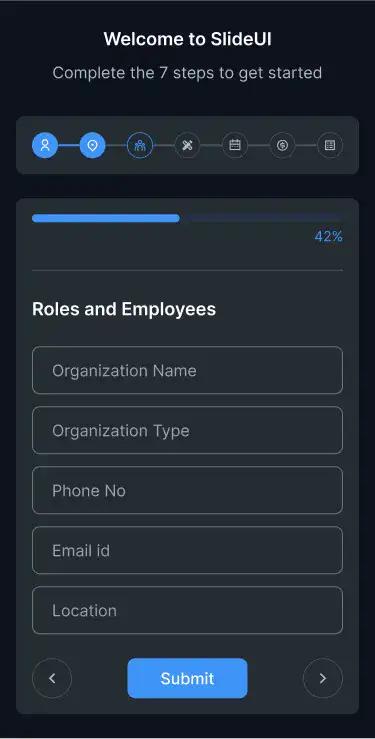 Welcome to SlideUI
Complete the 7 steps to get started
42%
Roles and Employees
Organization Name
Organization Type
Phone No
Email id
Location
Submit